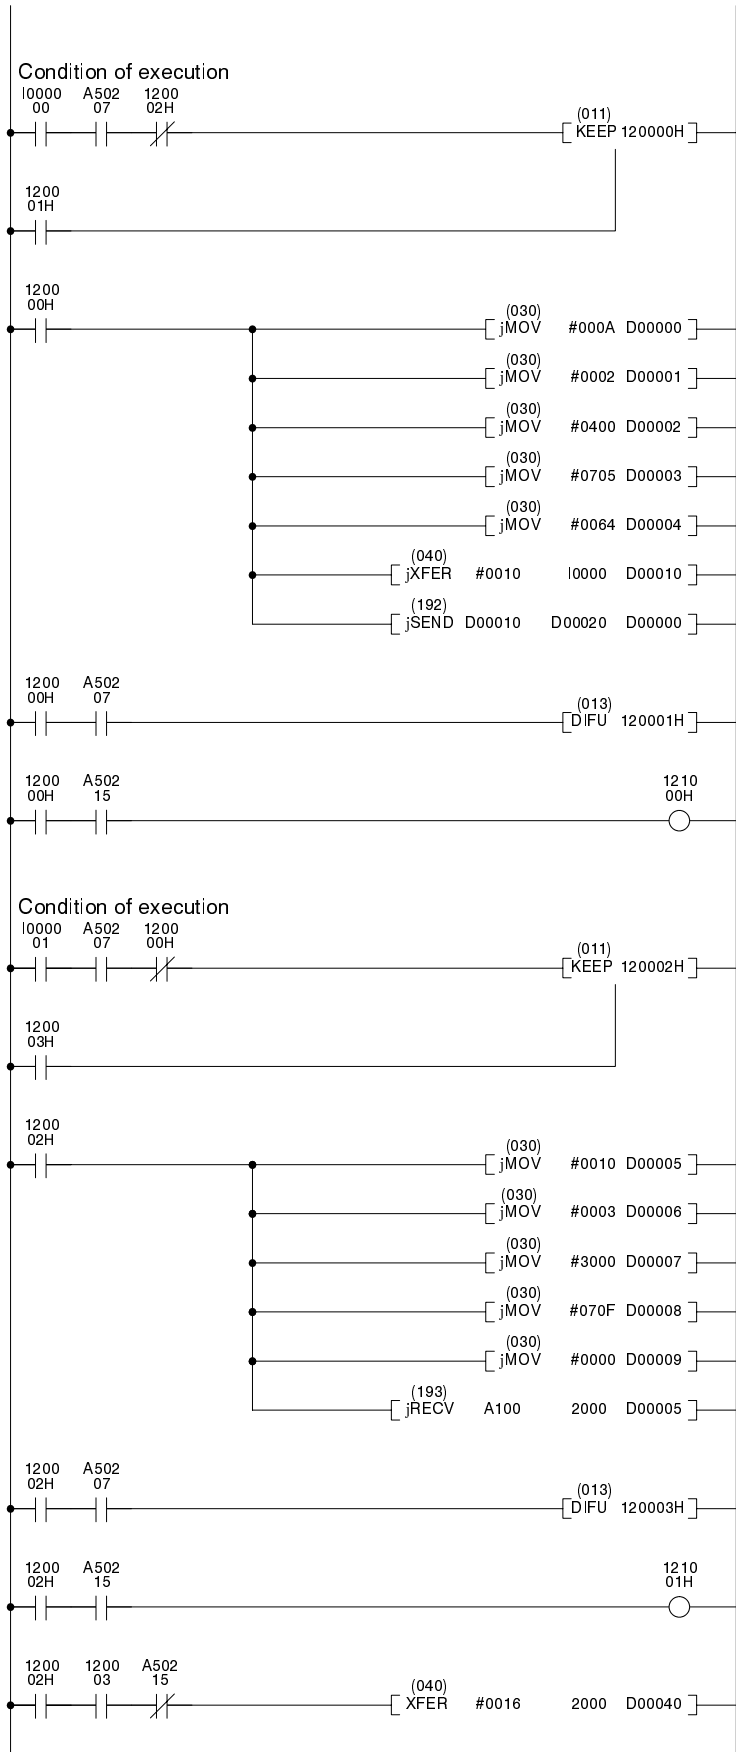 Condition of execution
I0000 A502 1200
00 07 02H
(011)
KEEP 120000H
1200
01H
1200
00H
(030)
jMOV #000A D00000
(030)
jMOV #0002 D00001
(030)
jMOV #0400 D00002
(030)
jMOV #0705 D00003
(030)
jMOV #0064 D00004
(040)
jXFER #0010 I0000 D00010
(192)
jSEND D00010 D00020 D00000
1200 A502
00H 07
(013)
DIFU 120001H
1200 A502
00H 15
1210
00H
Condition of execution
I0000 A502 1200
01 07 00H
(011)
KEEP 120002H
1200
03H
1200
02H
(030)
jMOV #0010 D00005
(030)
jMOV #0003 D00006
(030)
jMOV #3000 D00007
(030)
jMOV #070F D00008
(030)
jMOV #0000 D00009
(193)
jRECV A100 2000 D00005
1200 A502
02H 07
(013)
DIFU 120003H
1200 A502
02H 15
1210
01H
1200 1200 A502
02H 03 15
(040)
XFER #0016 2000 D00040